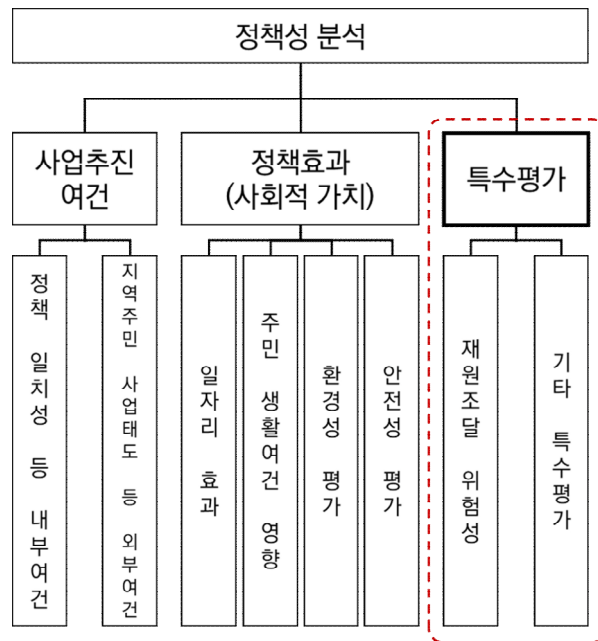 정책성 분석
사업추진
여건
정책효과
(사회적 가치)
특수평가
정책 일치성 등 내부여건
지역주민 사업태도 등 외부여건
일자리 효과
주민 생활여건 영향
환경성 평가
안전성 평가
재원조달 위험성
기타 특수평가